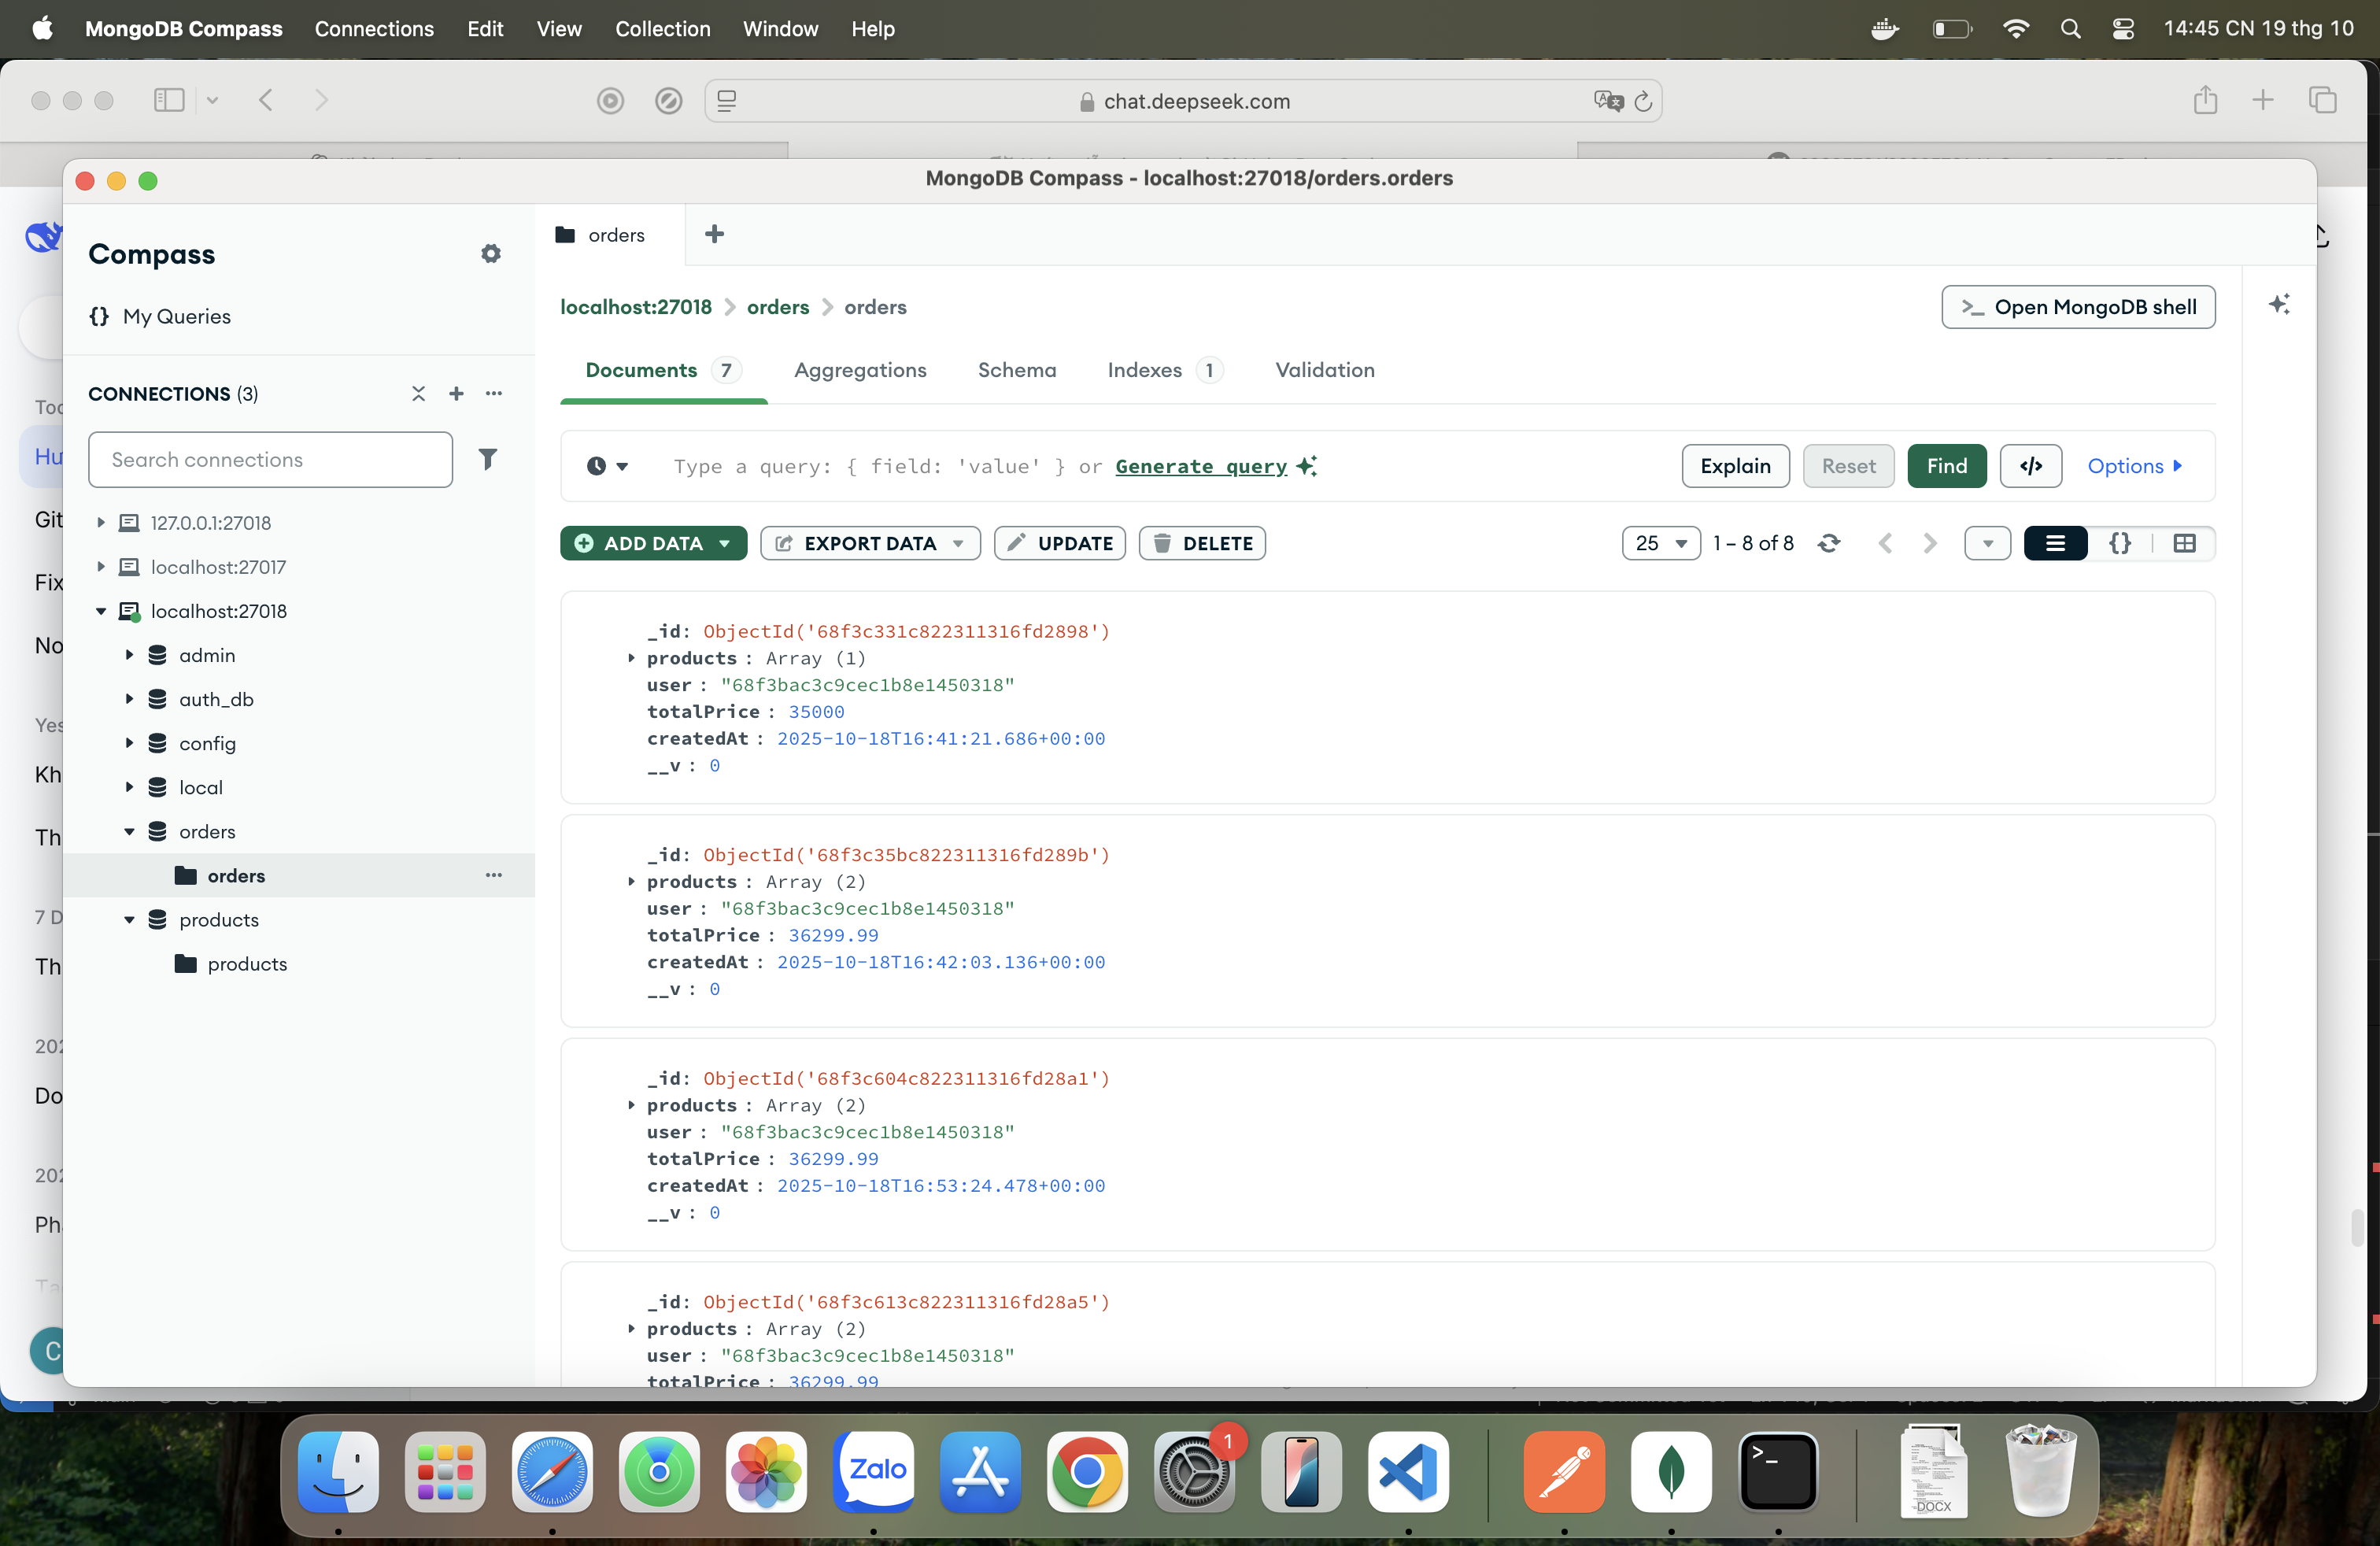 MongoDB Compass Connections Edit View Collection Window Help 14:45 CN 19 thg 10
chat.deepseek.com
MongoDB Compass - localhost:27018/orders.orders
Compass
orders
My Queries
localhost:27018 orders orders
>_ Open MongoDB shell
Documents 7 Aggregations Schema Indexes 1 Validation
CONNECTIONS (3)
Search connections
Type a query: { field: 'value' } or Generate query
Explain Reset Find </> Options
ADD DATA EXPORT DATA UPDATE DELETE 25 1 – 8 of 8 {}
127.0.0.1:27018
localhost:27017
localhost:27018
admin
auth_db
config
local
orders
orders
products
products
_id: ObjectId('68f3c331c822311316fd2898')
products : Array (1)
user : "68f3bac3c9cec1b8e1450318"
totalPrice : 35000
createdAt : 2025-10-18T16:41:21.686+00:00
__v : 0
_id: ObjectId('68f3c35bc822311316fd289b')
products : Array (2)
user : "68f3bac3c9cec1b8e1450318"
totalPrice : 36299.99
createdAt : 2025-10-18T16:42:03.136+00:00
__v : 0
_id: ObjectId('68f3c604c822311316fd28a1')
products : Array (2)
user : "68f3bac3c9cec1b8e1450318"
totalPrice : 36299.99
createdAt : 2025-10-18T16:53:24.478+00:00
__v : 0
_id: ObjectId('68f3c613c822311316fd28a5')
products : Array (2)
user : "68f3bac3c9cec1b8e1450318"
totalPrice : 36299.99
Hu
Git
Fix
No
Yes
Kh
Th
7 D
Th
202
Do
202
Pha
C
Zalo
1
>_
DOCX